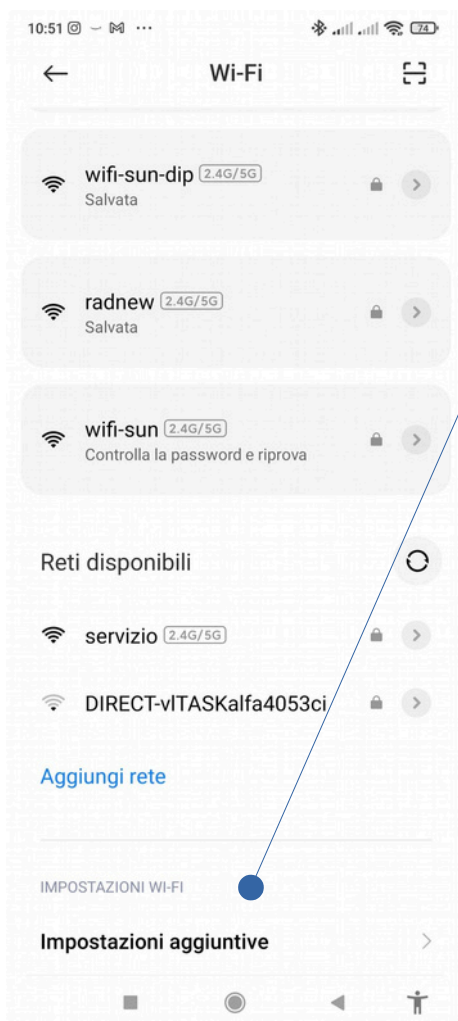 10:51
74
Wi-Fi
wifi-sun-dip 2.4G/5G
Salvata
radnew 2.4G/5G
Salvata
wifi-sun 2.4G/5G
Controlla la password e riprova
Reti disponibili
servizio 2.4G/5G
DIRECT-vlTASKalfa4053ci
Aggiungi rete
IMPOSTAZIONI WI-FI
Impostazioni aggiuntive